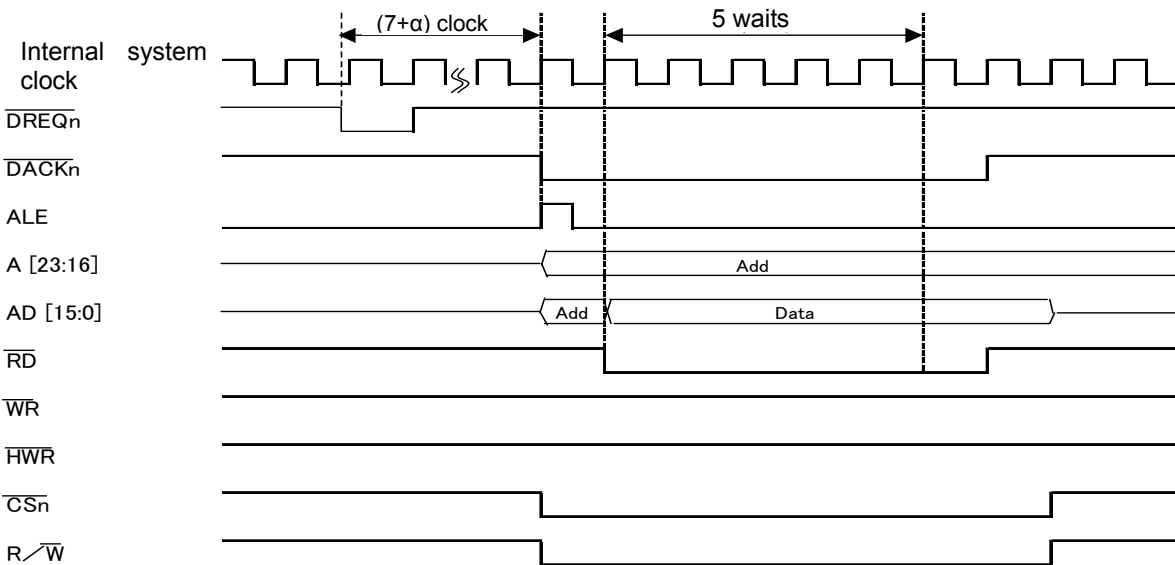 (7+α) clock
5 waits
Internal system
clock
DREQn
DACKn
ALE
A [23:16]
Add
AD [15:0]
Add
Data
RD
WR
HWR
CSn
R／W